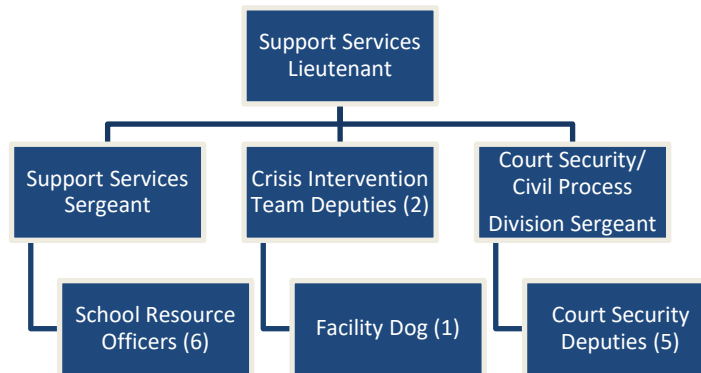 Support Services
Lieutenant
Support Services
Sergeant
Crisis Intervention
Team Deputies (2)
Court Security/
Civil Process
Division Sergeant
School Resource
Officers (6)
Facility Dog (1)
Court Security
Deputies (5)